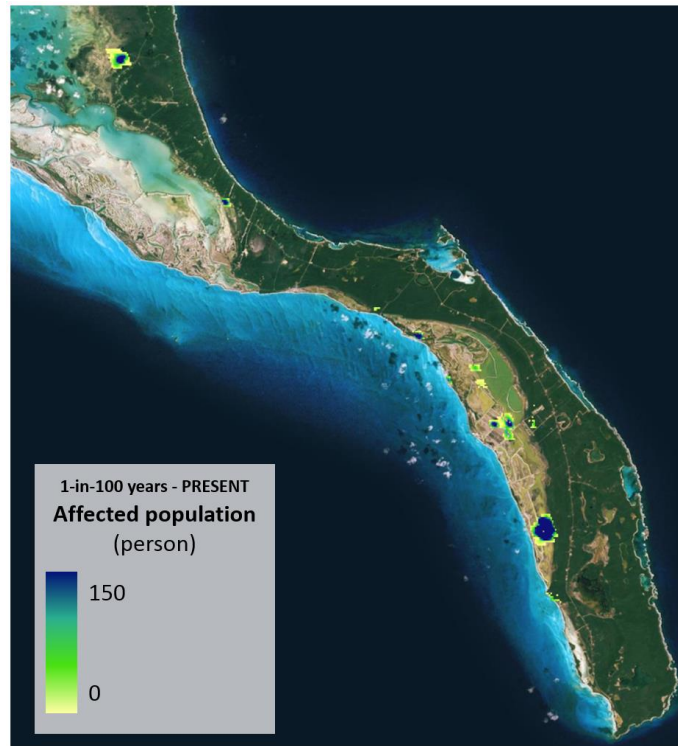 1-in-100 years - PRESENT
Affected population
(person)
150
0